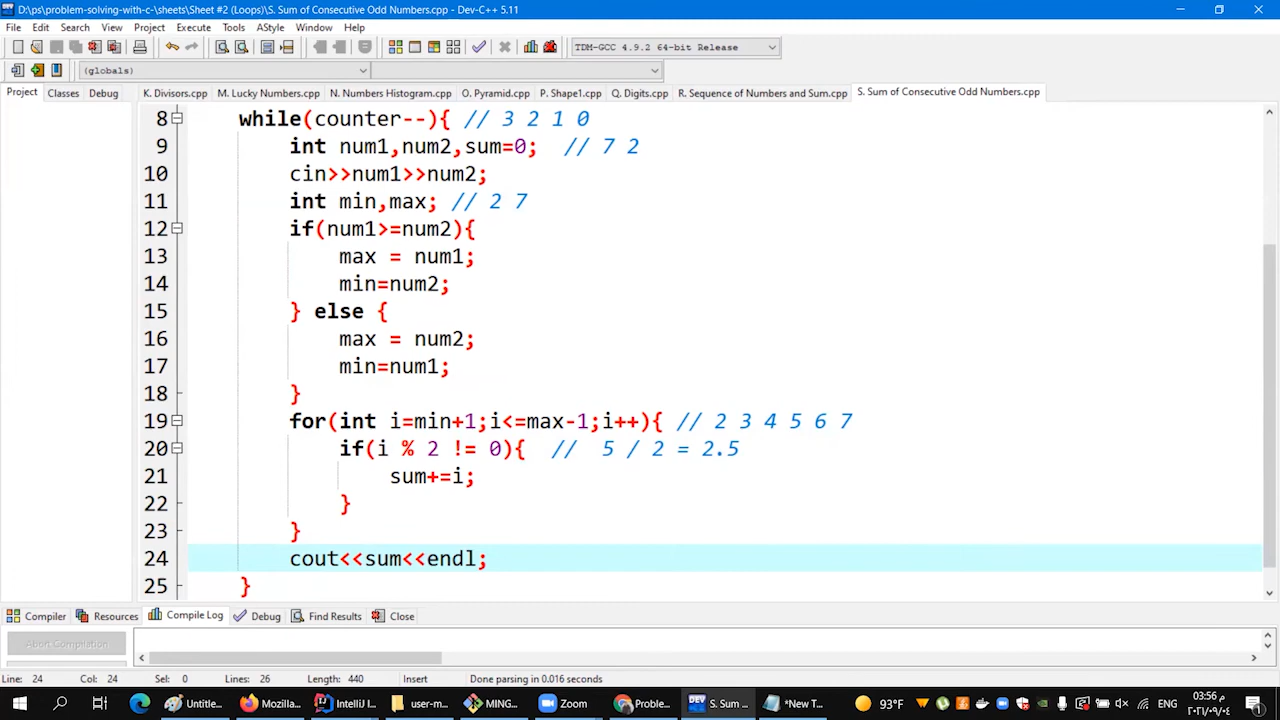 D:\ps\problem-solving-with-c-\sheets\Sheet #2 (Loops)\S. Sum of Consecutive Odd Numbers.cpp - Dev-C++ 5.11
File Edit Search View Project Execute Tools AStyle Window Help
TDM-GCC 4.9.2 64-bit Release
(globals)
Project Classes Debug K. Divisors.cpp M. Lucky Numbers.cpp N. Numbers Histogram.cpp O. Pyramid.cpp P. Shape1.cpp Q. Digits.cpp R. Sequence of Numbers and Sum.cpp S. Sum of Consecutive Odd Numbers.cpp
8 while(counter--){ // 3 2 1 0
9 int num1,num2,sum=0; // 7 2
10 cin>>num1>>num2;
11 int min,max; // 2 7
12 if(num1>=num2){
13 max = num1;
14 min=num2;
15 } else {
16 max = num2;
17 min=num1;
18 }
19 for(int i=min+1;i<=max-1;i++){ // 2 3 4 5 6 7
20 if(i % 2 != 0){ // 5 / 2 = 2.5
21 sum+=i;
22 }
23 }
24 cout<<sum<<endl;
25 }
Compiler Resources Compile Log Debug Find Results Close
Abort Compilation
Line: 24 Col: 24 Sel: 0 Lines: 26 Length: 440 Insert Done parsing in 0.016 seconds
Untitle... Mozilla... IntelliJ I... user-m... MING... Zoom Proble... DEV S. Sum ... *New T... 93°F ENG 03:56 م